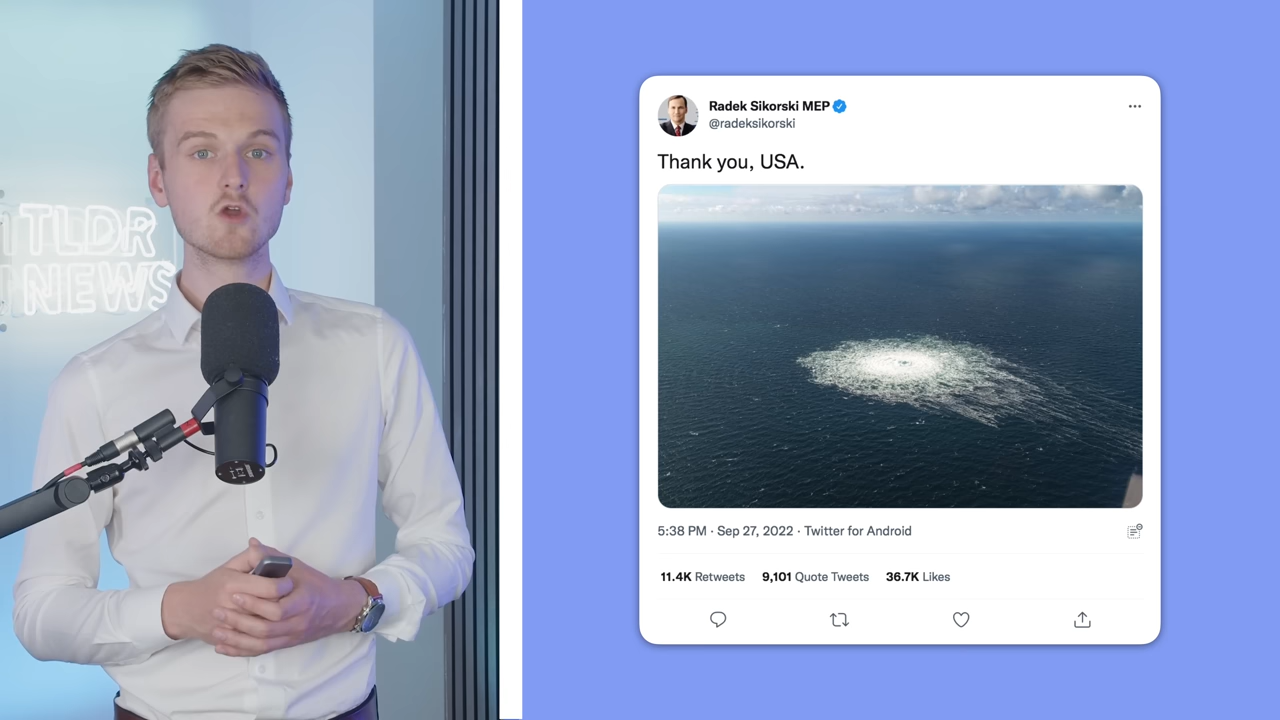 TLDR
NEWS
Radek Sikorski MEP
@radeksikorski
Thank you, USA.
5:38 PM · Sep 27, 2022 · Twitter for Android
11.4K Retweets 9,101 Quote Tweets 36.7K Likes